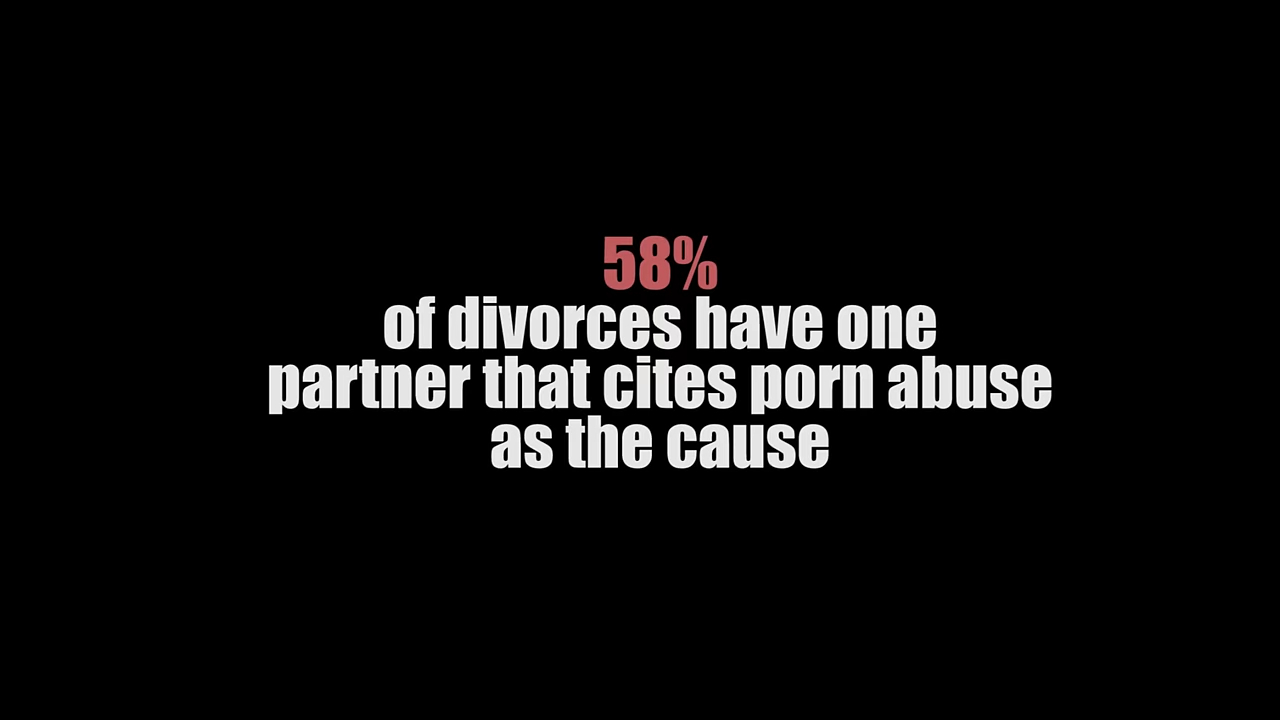 58%
of divorces have one
partner that cites porn abuse
as the cause